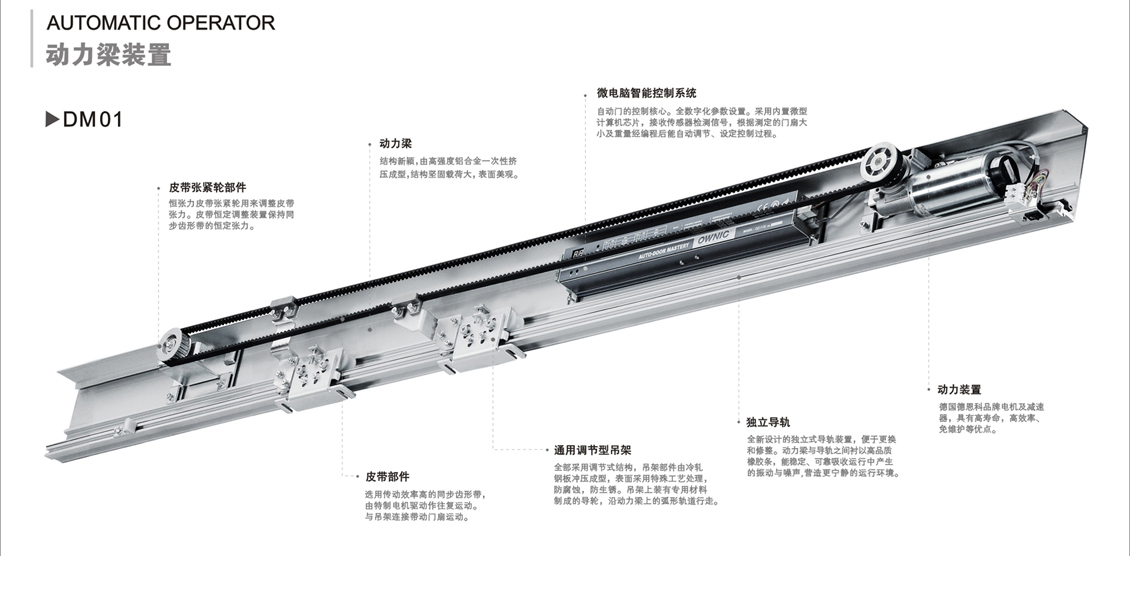 AUTOMATIC OPERATOR
动力梁装置
▶DM01
微电脑智能控制系统
自动门的控制核心。全数字化参数设置。采用内置微型
计算机芯片，接收传感器检测信号，根据测定的门扇大
小及重量经编程后能自动调节、设定控制过程。
动力梁
结构新颖,由高强度铝合金一次性挤
压成型,结构坚固载荷大，表面美观。
皮带张紧轮部件
恒张力皮带张紧轮用来调整皮带
张力。皮带恒定调整装置保持同
步齿形带的恒定张力。
AUTO-DOOR MASTERY
OWNIC
动力装置
德国德恩科品牌电机及减速
器，具有高寿命，高效率、
免维护等优点。
独立导轨
全新设计的独立式导轨装置，便于更换
和修整。动力梁与导轨之间衬以高品质
橡胶条，能稳定、可靠吸收运行中产生
的振动与噪声,营造更宁静的运行环境。
通用调节型吊架
全部采用调节式结构，吊架部件由冷轧
钢板冲压成型，表面采用特殊工艺处理，
防腐蚀，防生锈。吊架上装有专用材料
制成的导轮，沿动力梁上的弧形轨道行走。
皮带部件
选用传动效率高的同步齿形带，
由特制电机驱动作往复运动。
与吊架连接带动门扇运动。